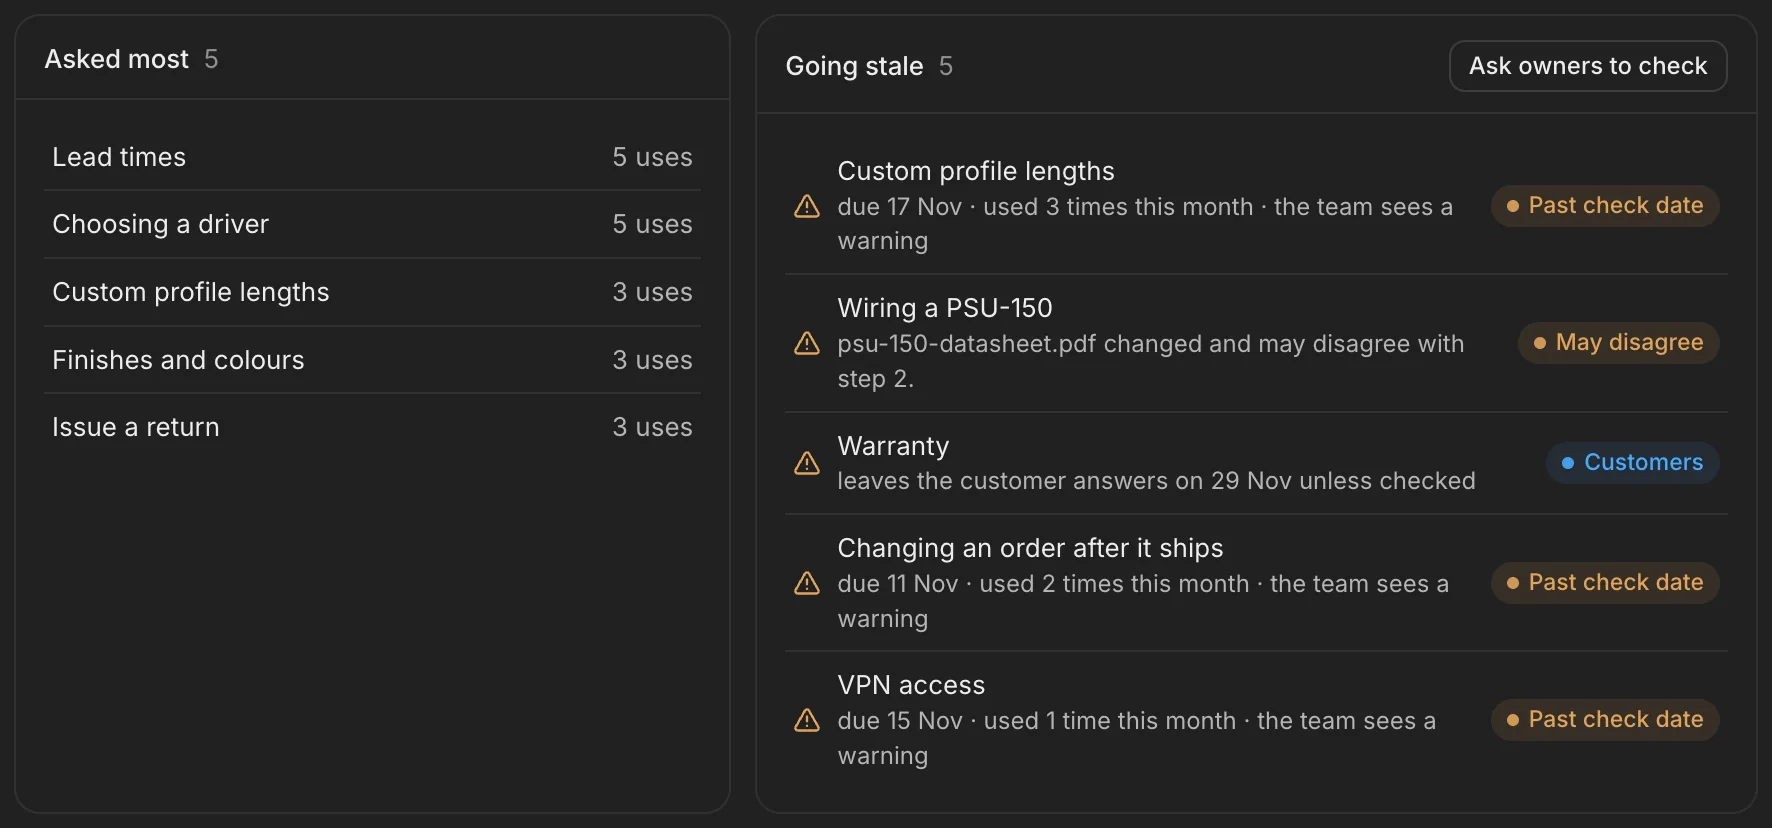 Asked most 5
Lead times 5 uses
Choosing a driver 5 uses
Custom profile lengths 3 uses
Finishes and colours 3 uses
Issue a return 3 uses
Going stale 5
Ask owners to check
Custom profile lengths
due 17 Nov · used 3 times this month · the team sees a
warning
Past check date
Wiring a PSU-150
psu-150-datasheet.pdf changed and may disagree with
step 2.
May disagree
Warranty
leaves the customer answers on 29 Nov unless checked
Customers
Changing an order after it ships
due 11 Nov · used 2 times this month · the team sees a
warning
Past check date
VPN access
due 15 Nov · used 1 time this month · the team sees a
warning
Past check date